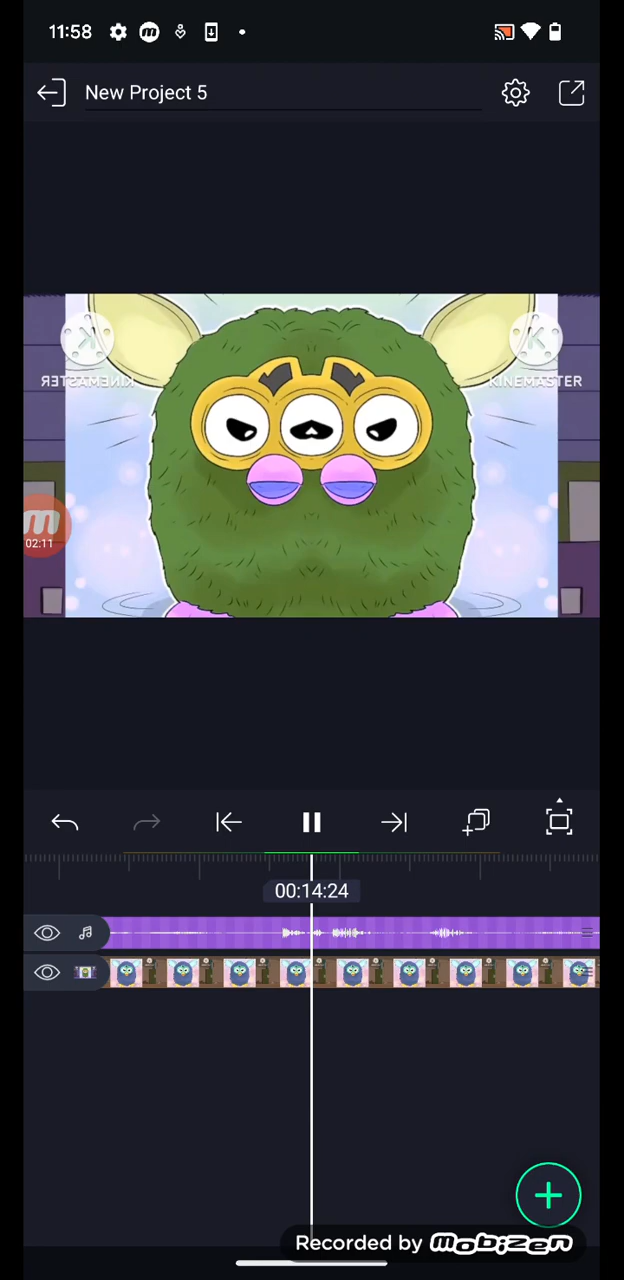 11:58
New Project 5
KINEMASTER
KINEMASTER
02:11
00:14:24
Recorded by mobizen